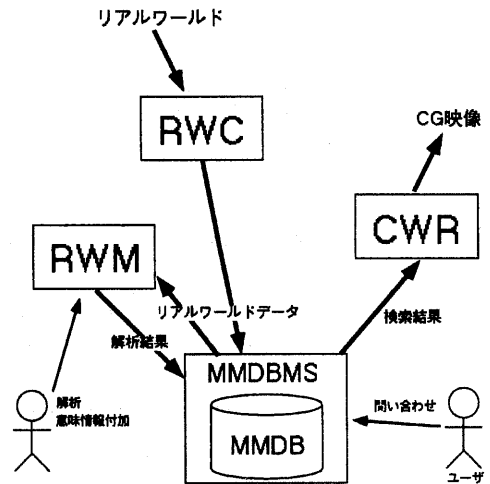 リアルワールド
RWC
CG映像
CWR
RWM
リアルワールドデータ
解析結果
検索結果
MMDBMS
MMDB
解析
意味情報付加
問い合わせ
ユーザ